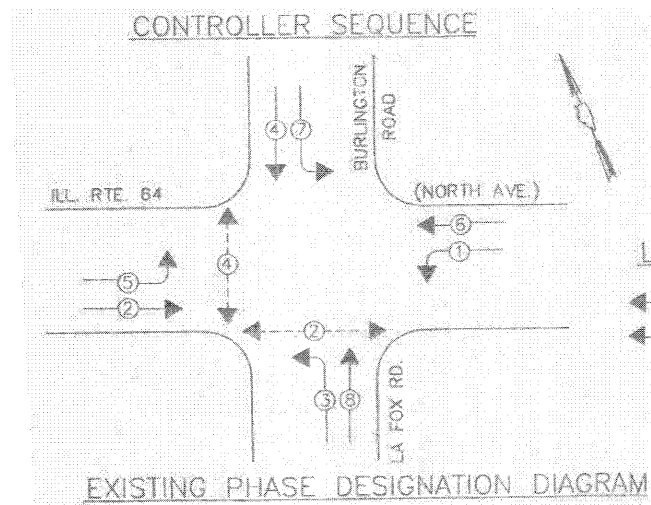 CONTROLLER SEQUENCE
BURLINGTON
ROAD
4 7
ILL. RTE. 64
(NORTH AVE.)
6
1
4
5
2
2
3 8
LA FOX RD.
L
EXISTING PHASE DESIGNATION DIAGRAM